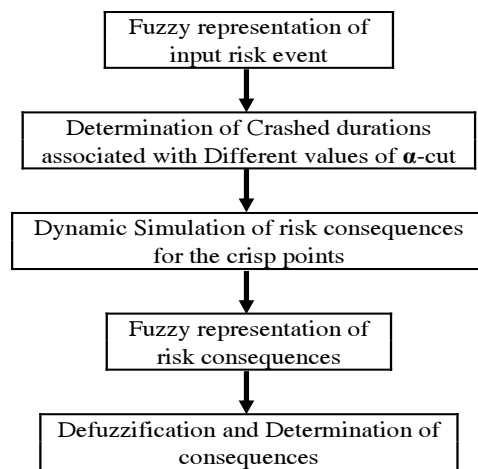 Fuzzy representation of
input risk event
Determination of Crashed durations
associated with Different values of α-cut
Dynamic Simulation of risk consequences
for the crisp points
Fuzzy representation of
risk consequences
Defuzzification and Determination of
consequences